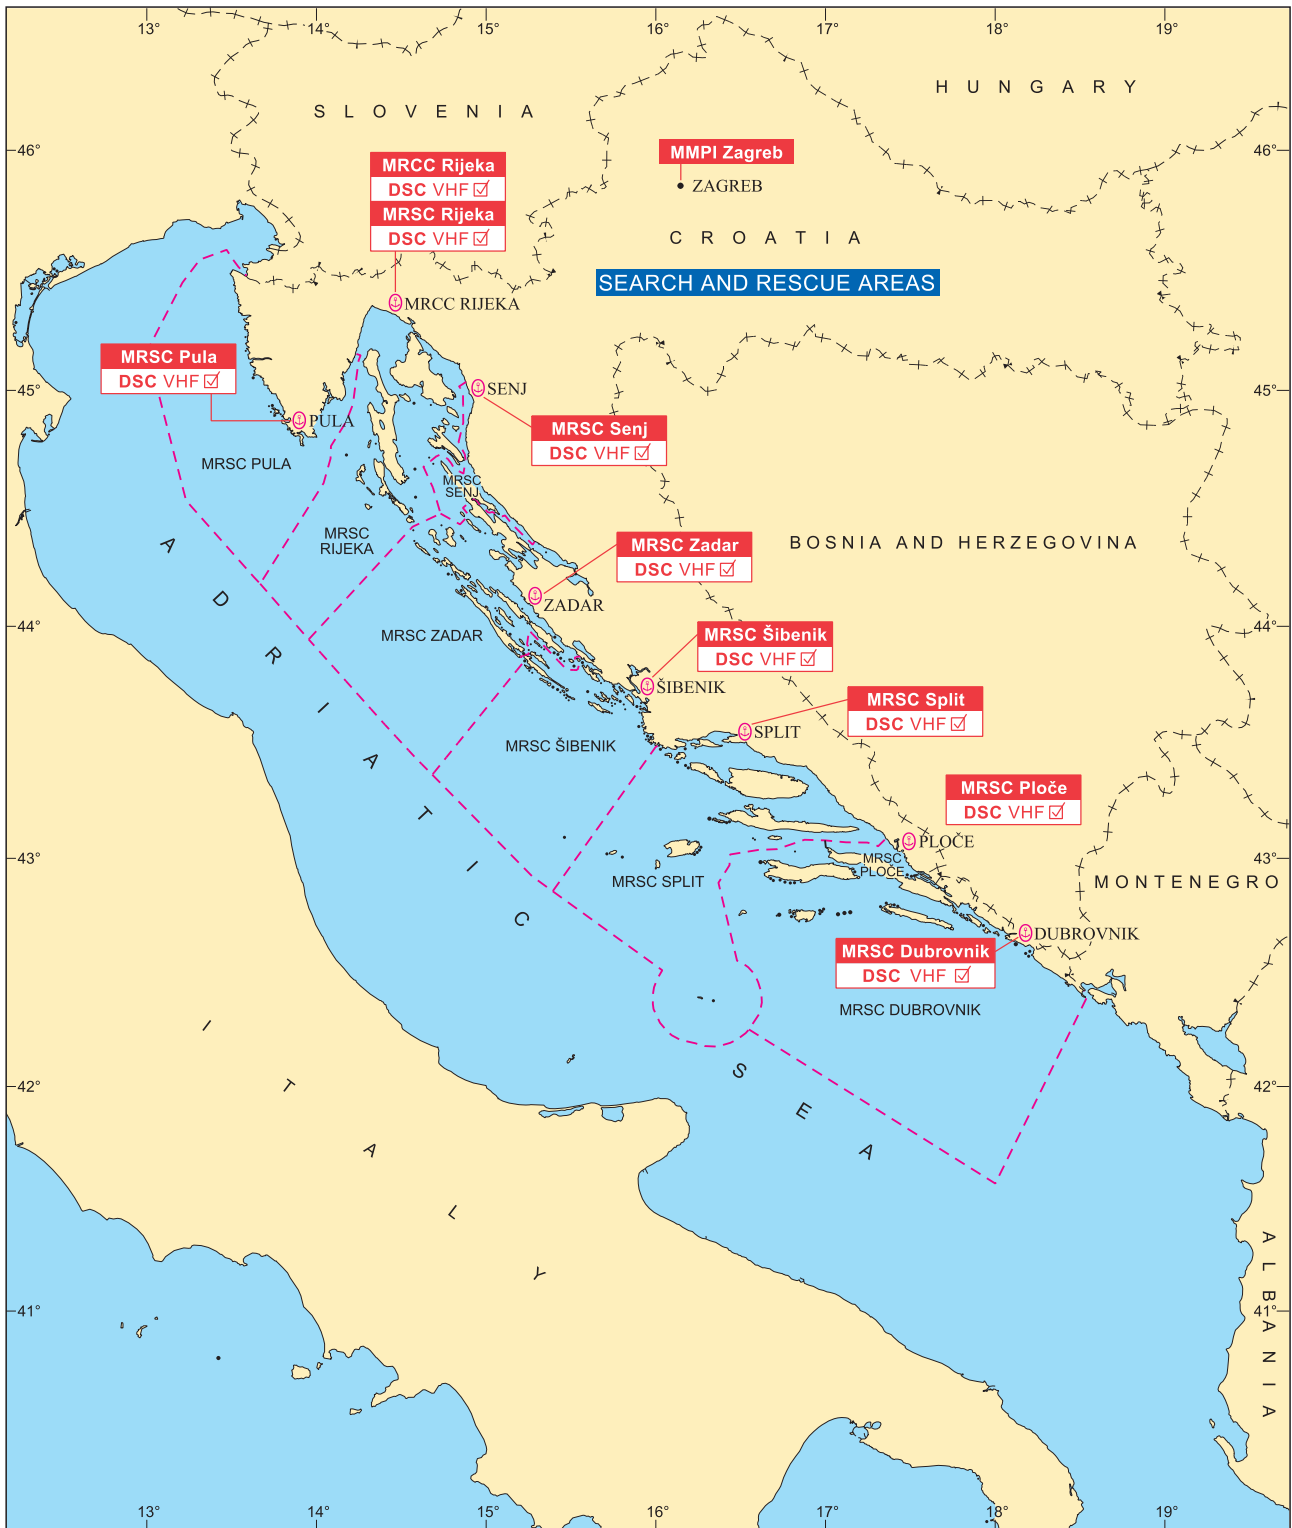 13° 14° 15° 16° 17° 18° 19°
HUNGARY
SLOVENIA
46° 46°
MMPI Zagreb
ZAGREB
MRCC Rijeka
DSC VHF ☑
MRSC Rijeka
DSC VHF ☑
CROATIA
SEARCH AND RESCUE AREAS
MRCC RIJEKA
MRSC Pula
DSC VHF ☑
45° 45°
SENJ
PULA
MRSC Senj
DSC VHF ☑
MRSC PULA
MRSC
SENJ
MRSC
RIJEKA
BOSNIA AND HERZEGOVINA
MRSC Zadar
DSC VHF ☑
ZADAR
44° 44°
MRSC ZADAR
MRSC Šibenik
DSC VHF ☑
ŠIBENIK
MRSC Split
DSC VHF ☑
SPLIT
MRSC ŠIBENIK
MRSC Ploče
DSC VHF ☑
PLOČE
43° 43°
MRSC
PLOČE
MRSC SPLIT
MONTENEGRO
DUBROVNIK
MRSC Dubrovnik
DSC VHF ☑
MRSC DUBROVNIK
ADRIATIC SEA
42° 42°
ITALY
ALBANIA
41° 41°
13° 14° 15° 16° 17° 18° 19°